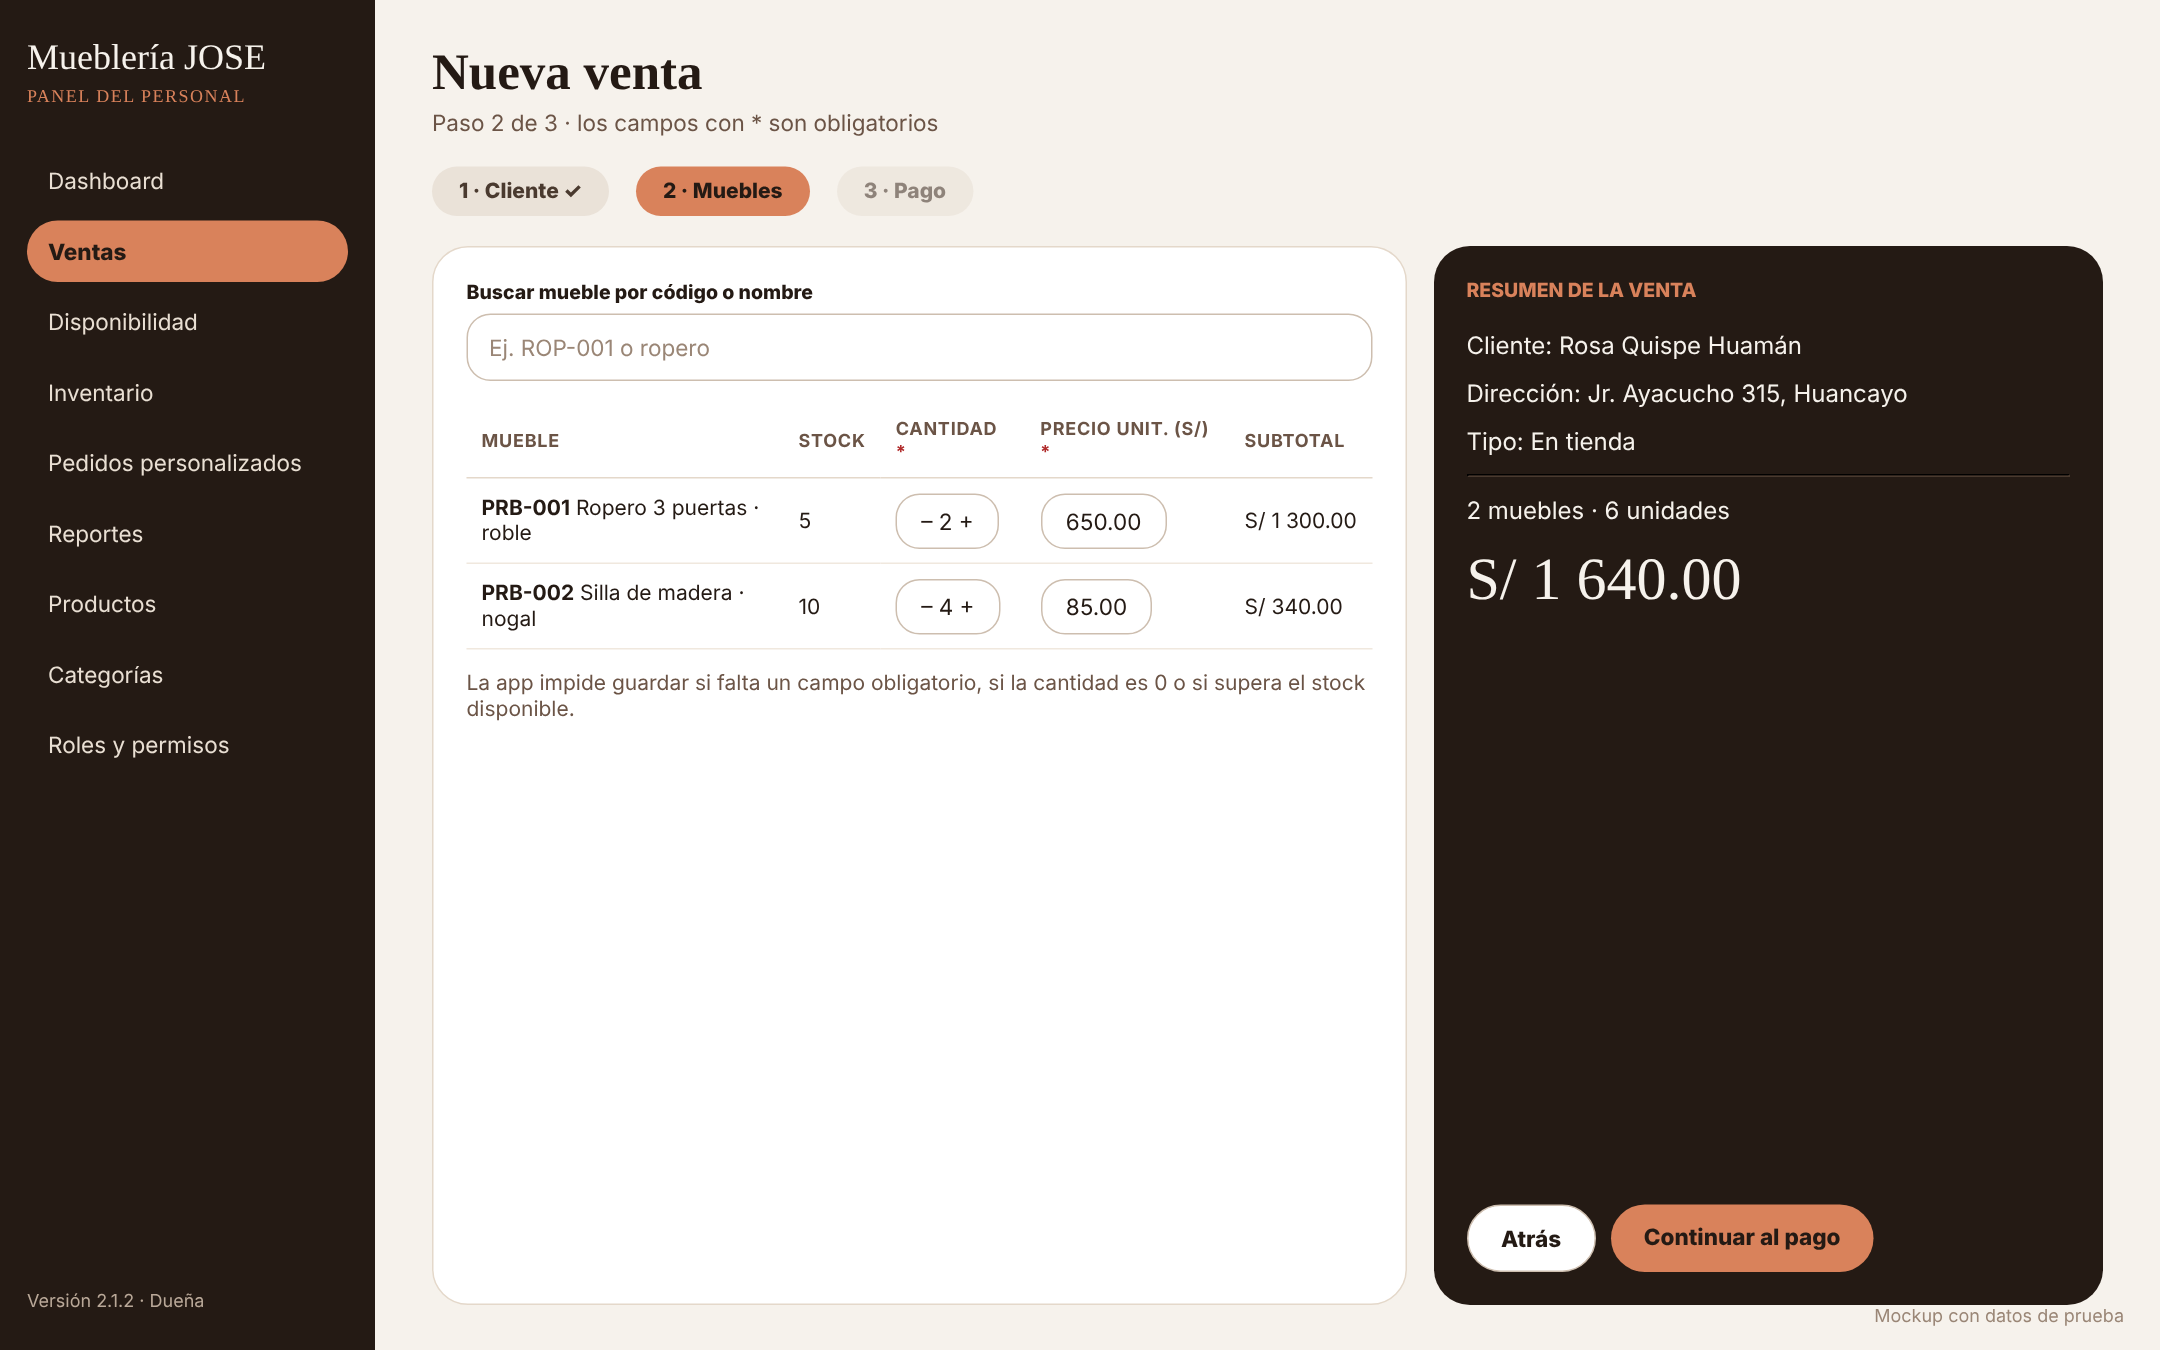 Mueblería JOSE
PANEL DEL PERSONAL
Dashboard
Ventas
Disponibilidad
Inventario
Pedidos personalizados
Reportes
Productos
Categorías
Roles y permisos
Versión 2.1.2 · Dueña
Nueva venta
Paso 2 de 3 · los campos con * son obligatorios
1 · Cliente ✓
2 · Muebles
3 · Pago
Buscar mueble por código o nombre
Ej. ROP-001 o ropero
MUEBLE STOCK CANTIDAD * PRECIO UNIT. (S/) * SUBTOTAL
PRB-001 Ropero 3 puertas ·
roble
5
− 2 +
650.00
S/ 1 300.00
PRB-002 Silla de madera ·
nogal
10
− 4 +
85.00
S/ 340.00
La app impide guardar si falta un campo obligatorio, si la cantidad es 0 o si supera el stock
disponible.
RESUMEN DE LA VENTA
Cliente: Rosa Quispe Huamán
Dirección: Jr. Ayacucho 315, Huancayo
Tipo: En tienda
2 muebles · 6 unidades
S/ 1 640.00
Atrás
Continuar al pago
Mockup con datos de prueba